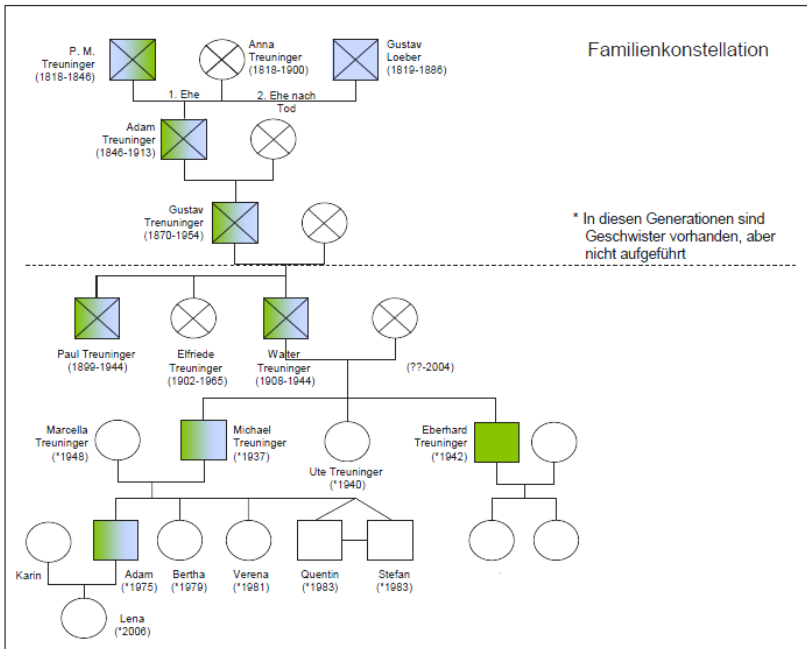 Familienkonstellation
P. M.
Treuninger
(1818-1846)
Anna
Treuninger
(1818-1900)
Gustav
Loeber
(1819-1886)
1. Ehe
2. Ehe nach
Tod
Adam
Treuninger
(1846-1913)
Gustav
Trenuninger
(1870-1954)
* In diesen Generationen sind
Geschwister vorhanden, aber
nicht aufgeführt
Paul Treuninger
(1899-1944)
Elfriede
Treuninger
(1902-1965)
Walter
Treuninger
(1908-1944)
(??-2004)
Marcella
Treuninger
(*1948)
Michael
Treuninger
(*1937)
Ute Treuninger
(*1940)
Eberhard
Treuninger
(*1942)
Karin
Adam
(*1975)
Bertha
(*1979)
Verena
(*1981)
Quentin
(*1983)
Stefan
(*1983)
Lena
(*2006)